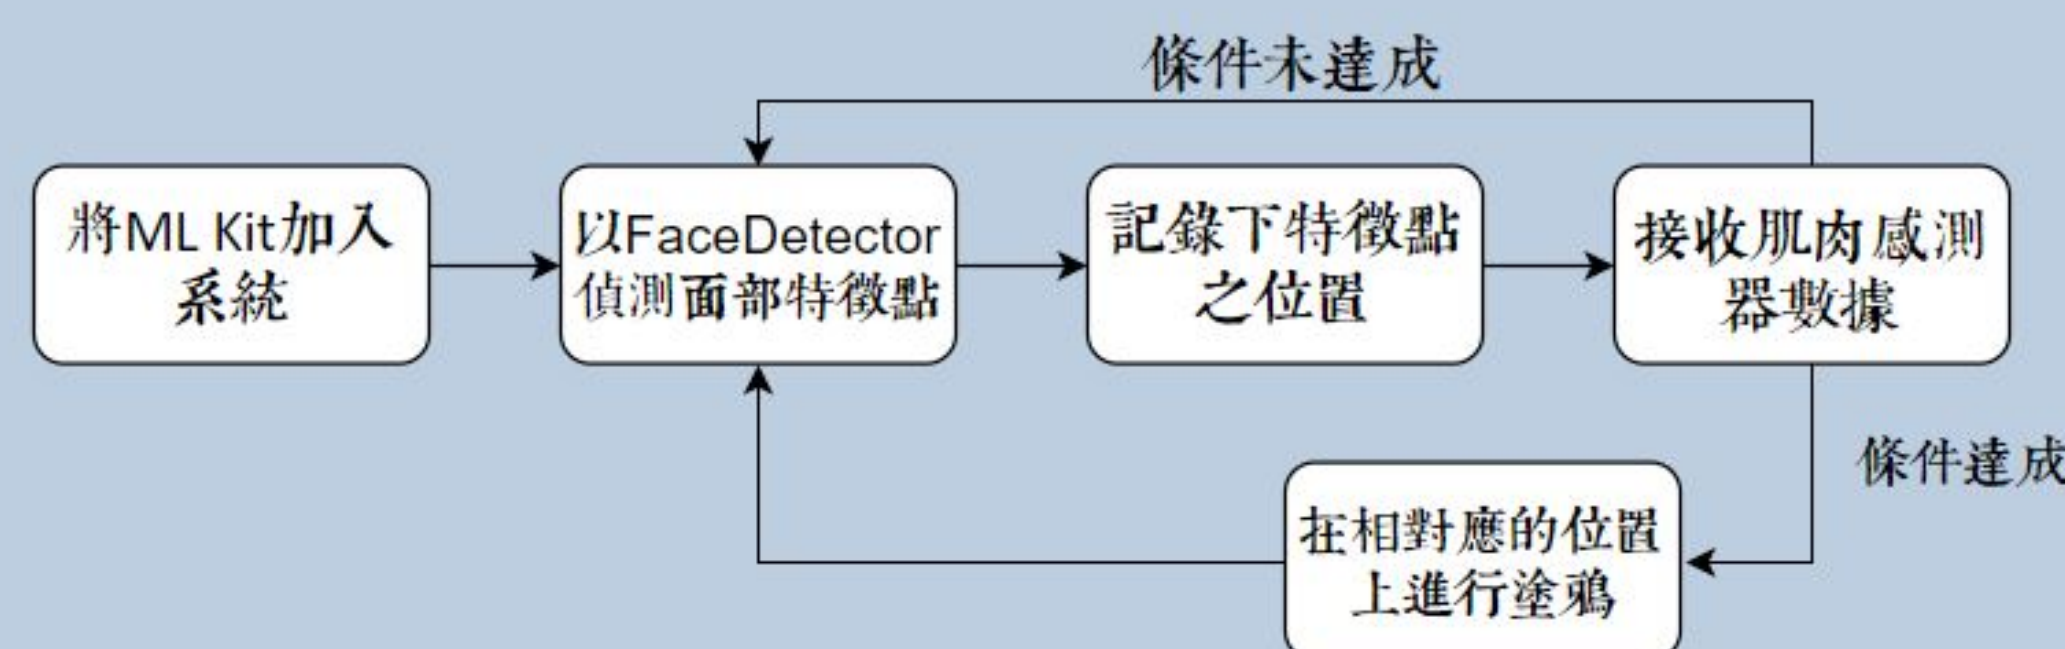 條件未達成
將ML Kit加入
系統
以FaceDetector
偵測面部特徵點
記錄下特徵點
之位置
接收肌肉感測
器數據
條件達成
在相對應的位置
上進行塗鴉